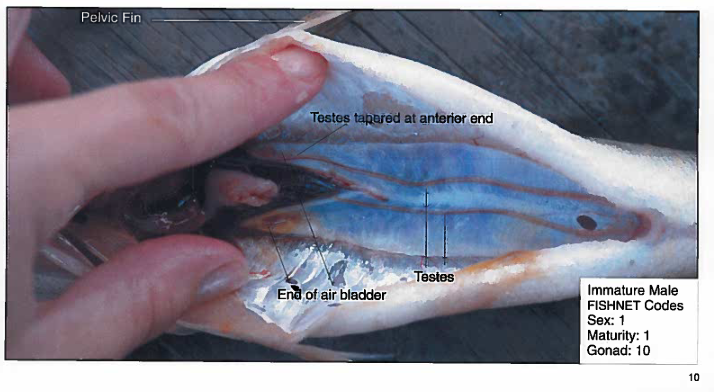 Pelvic Fin
Testes tapared at anterior end
Testes
End of air bladder
Immature Male
FISHNET Codes
Sex: 1
Maturity: 1
Gonad: 10
10